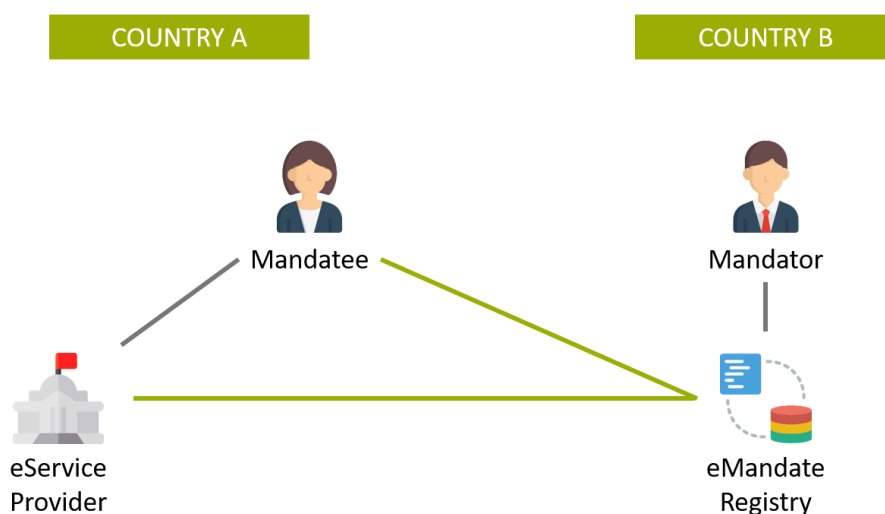 COUNTRY A
COUNTRY B
Mandatee
Mandator
eService
Provider
eMandate
Registry